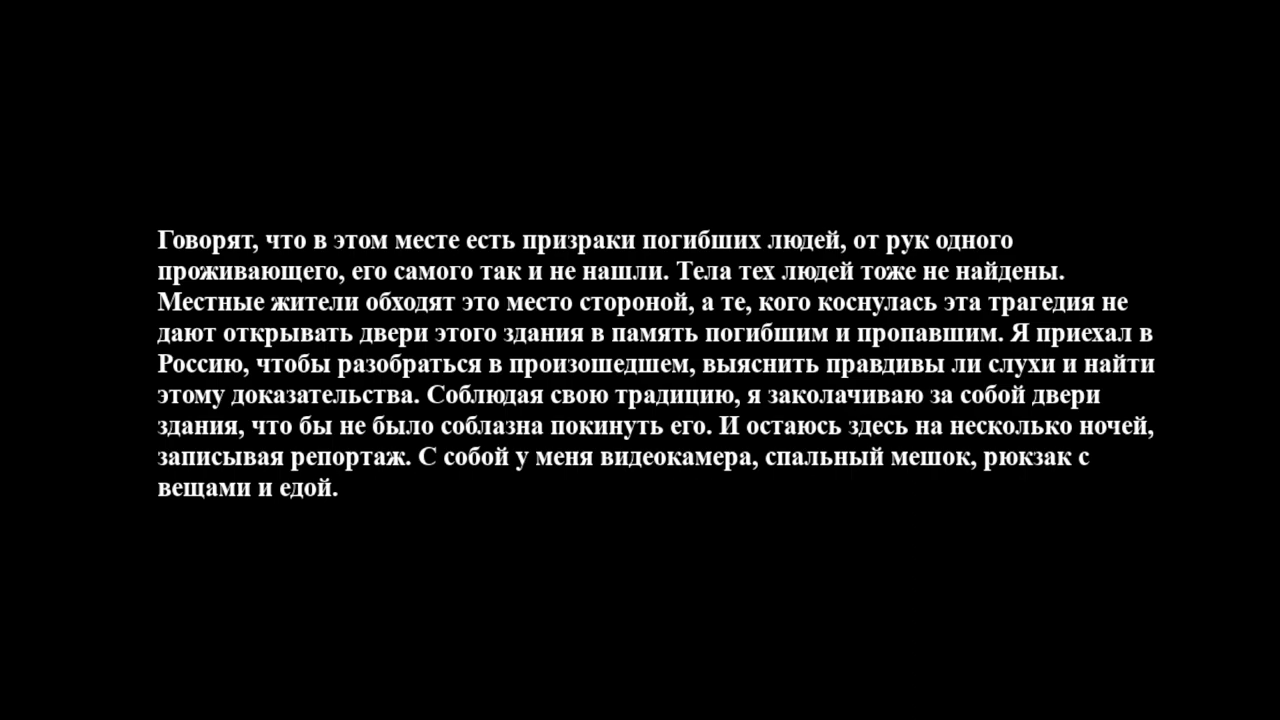 Говорят, что в этом месте есть призраки погибших людей, от рук одного
проживающего, его самого так и не нашли. Тела тех людей тоже не найдены.
Местные жители обходят это место стороной, а те, кого коснулась эта трагедия не
дают открывать двери этого здания в память погибшим и пропавшим. Я приехал в
Россию, чтобы разобраться в произошедшем, выяснить правдивы ли слухи и найти
этому доказательства. Соблюдая свою традицию, я заколачиваю за собой двери
здания, что бы не было соблазна покинуть его. И остаюсь здесь на несколько ночей,
записывая репортаж. С собой у меня видеокамера, спальный мешок, рюкзак с
вещами и едой.